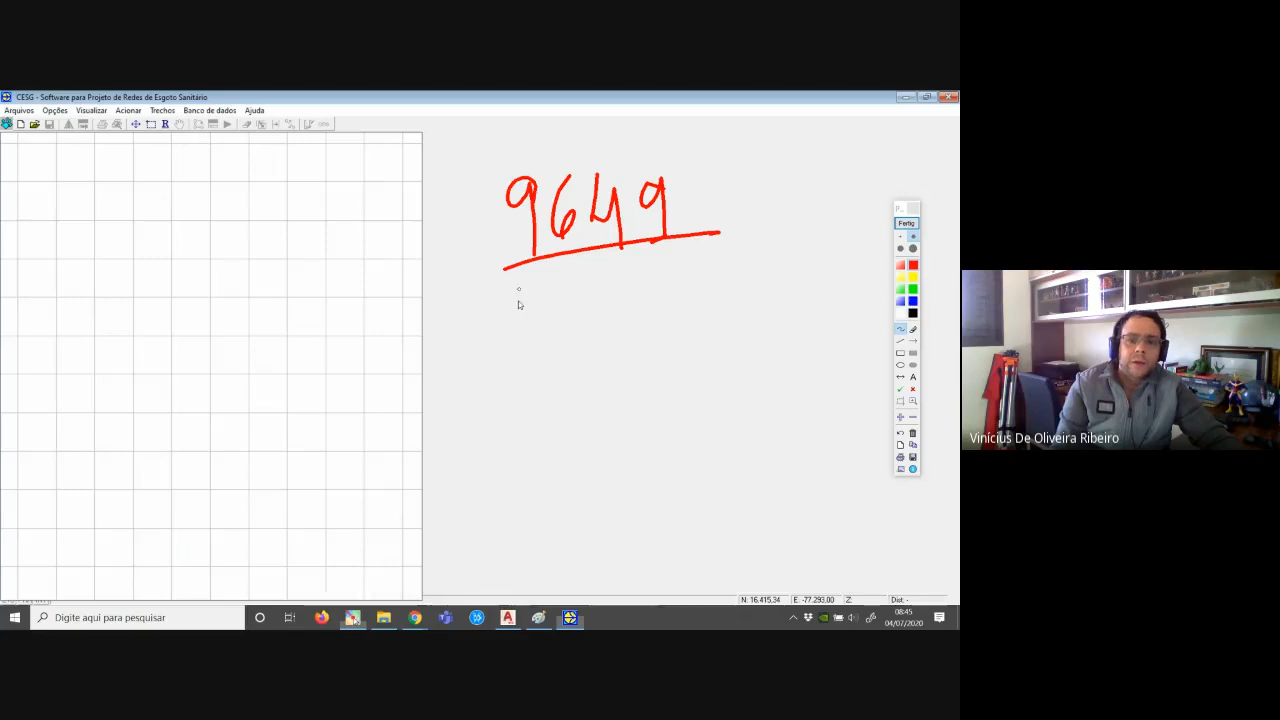 CESG - Software para Projeto de Redes de Esgoto Sanitário
Arquivos Opções Visualizar Acionar Trechos Banco de dados Ajuda
R
9649
P...
Fertig
A
Vinícius De Oliveira Ribeiro
N: 16.415,34 E: -77.293,00 Z: Dist: -
Digite aqui para pesquisar
08:45
04/07/2020